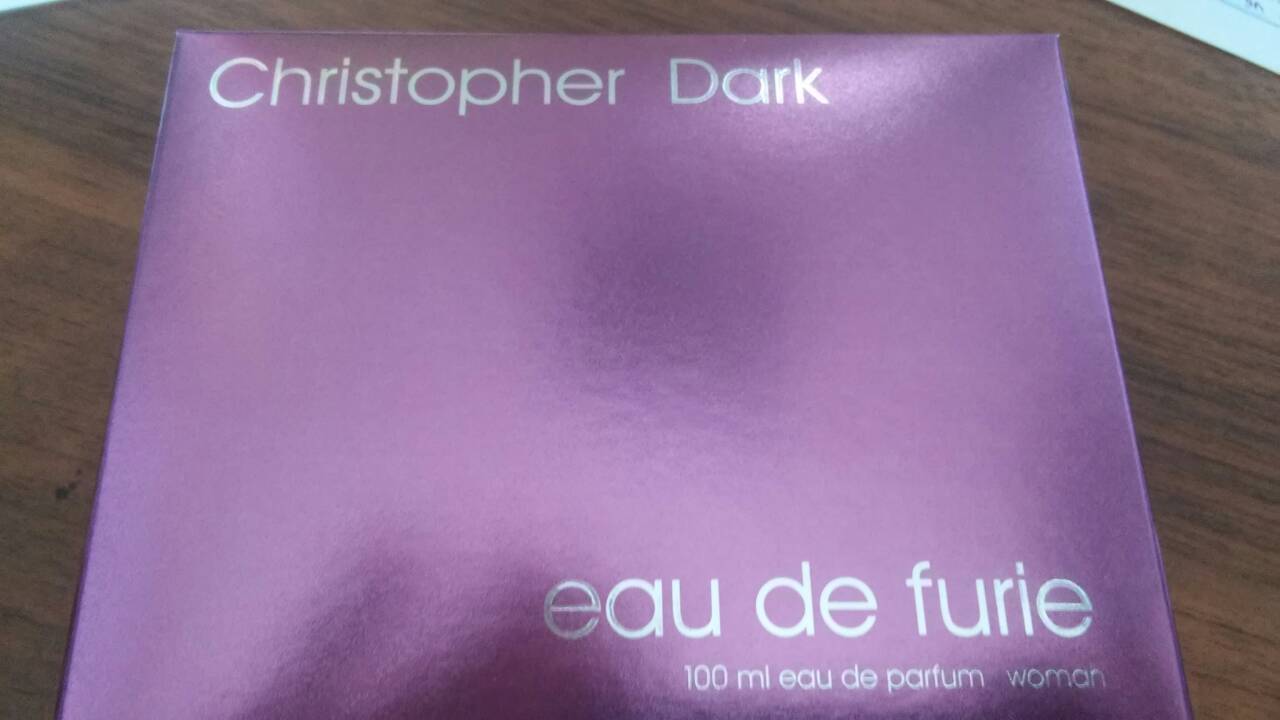 Christopher Dark
eau de furie
100 ml eau de parfum woman